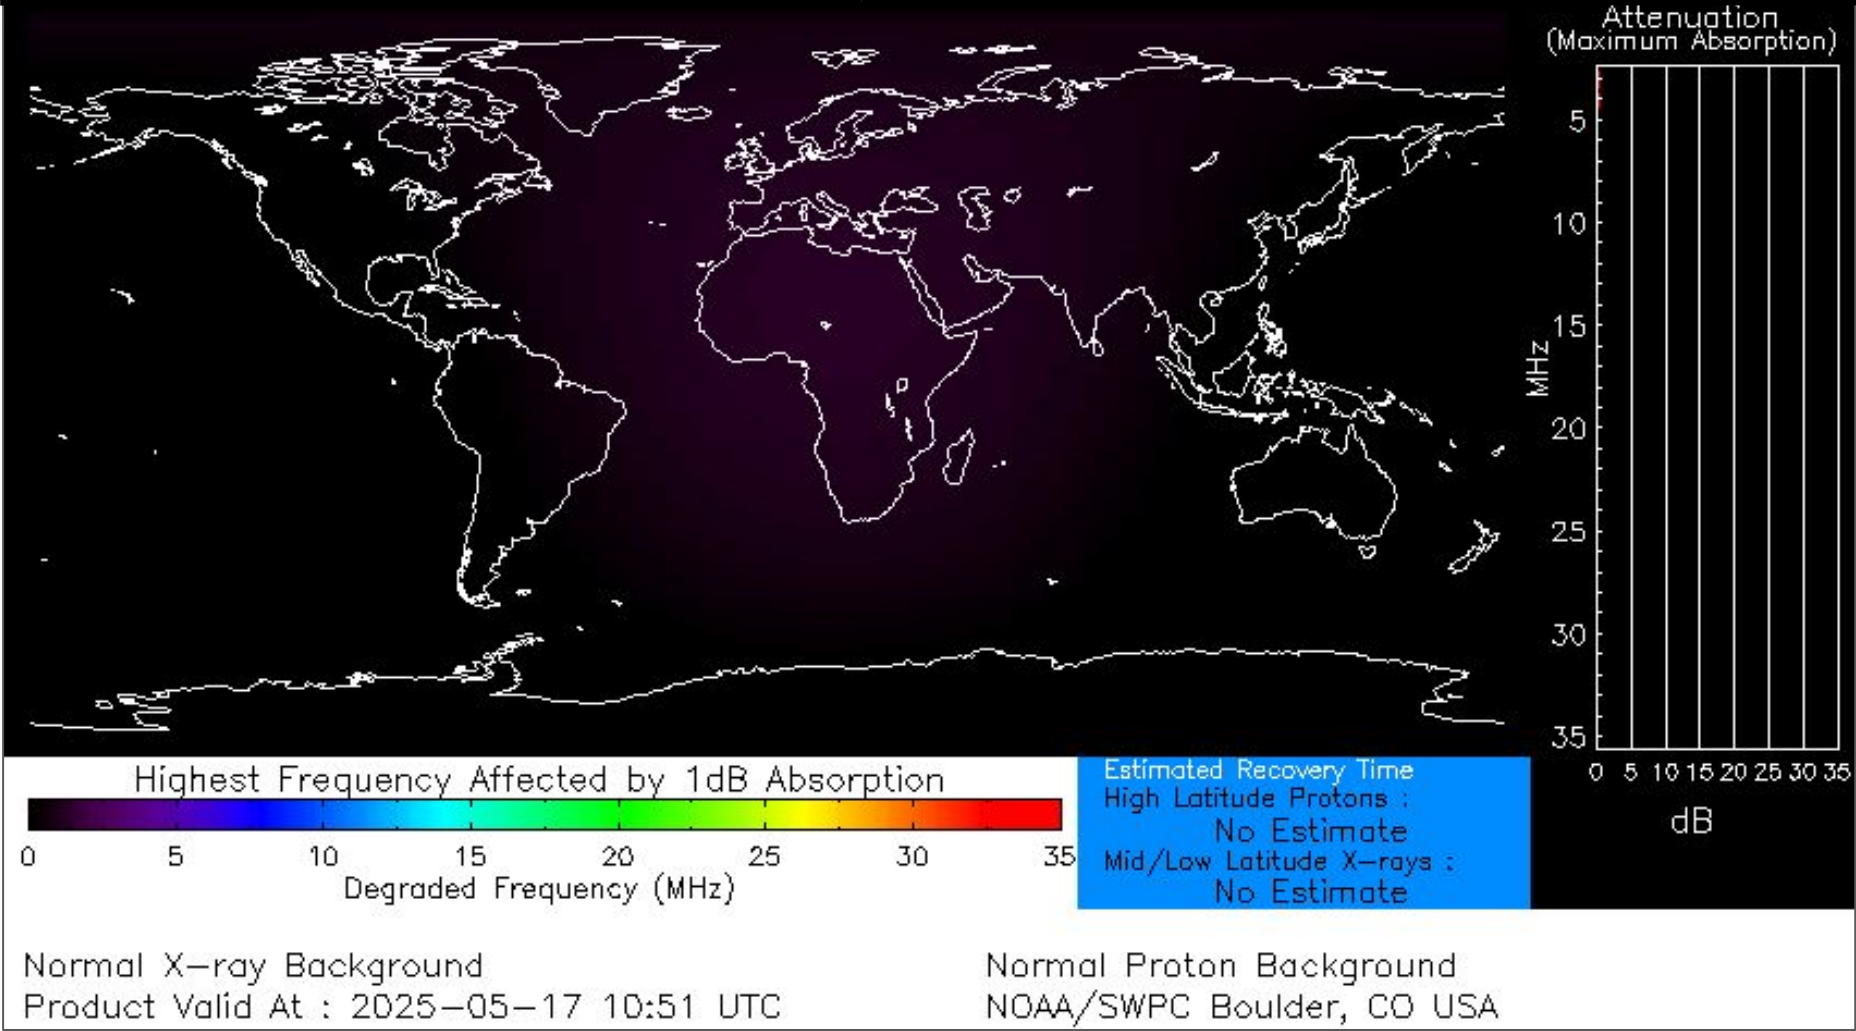 Attenuation
(Maximum Absorption)
5
10
15
20
25
30
35
MHz
0 5 10 15 20 25 30 35
dB
Highest Frequency Affected by 1dB Absorption
0 5 10 15 20 25 30 35
Degraded Frequency (MHz)
Estimated Recovery Time
High Latitude Protons :
No Estimate
Mid/Low Latitude X-rays :
No Estimate
Normal X-ray Background
Product Valid At : 2025-05-17 10:51 UTC
Normal Proton Background
NOAA/SWPC Boulder, CO USA